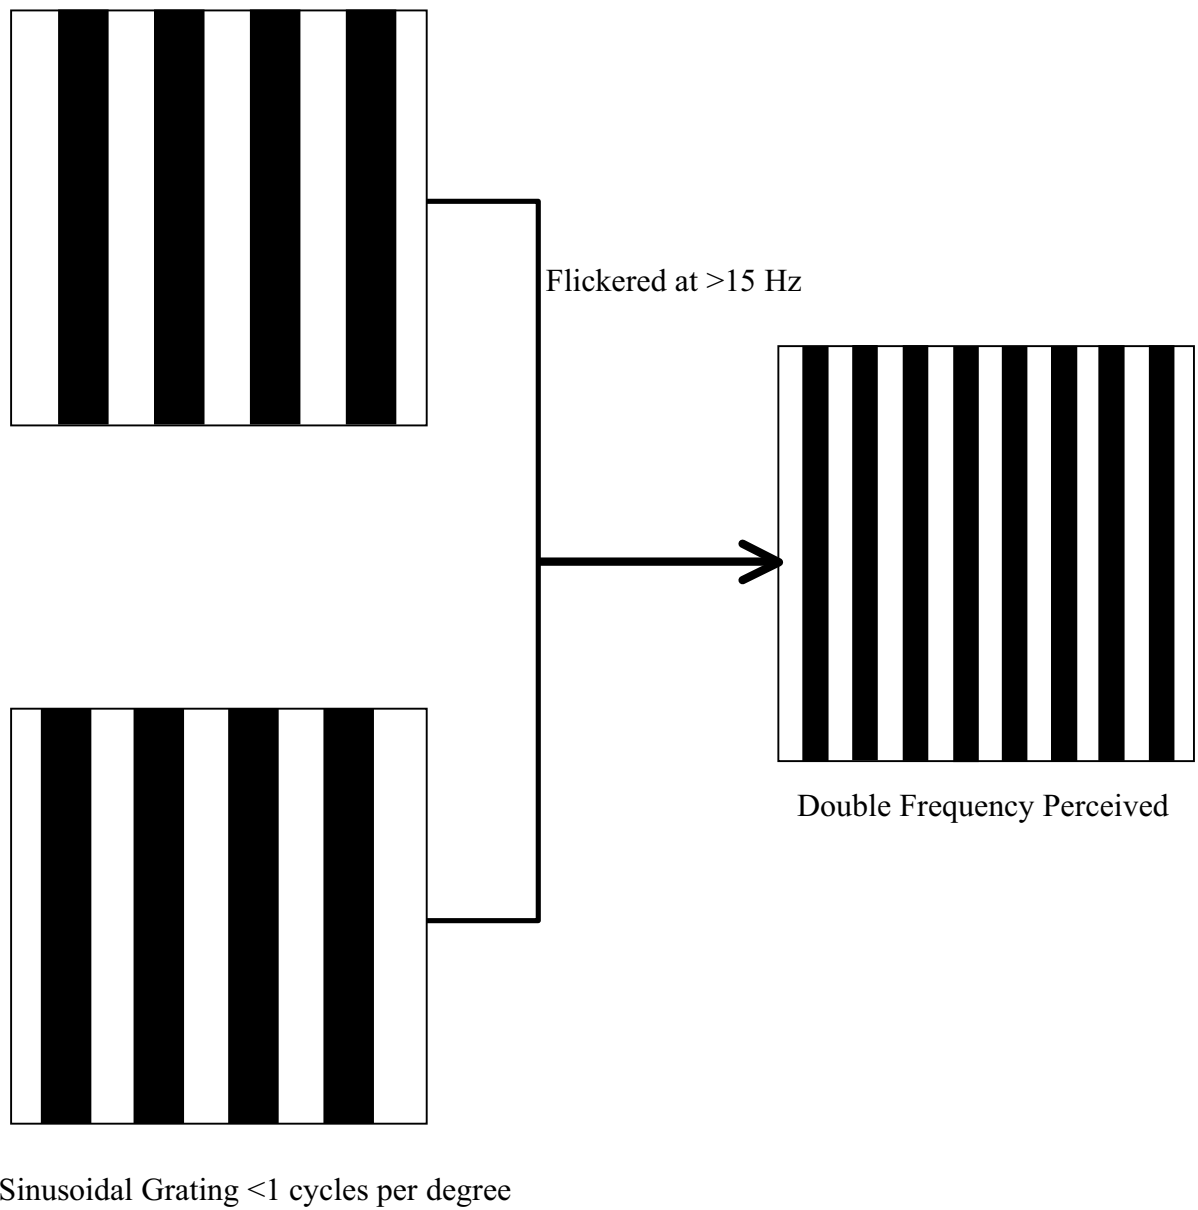 Flickered at >15 Hz
Double Frequency Perceived
Sinusoidal Grating <1 cycles per degree